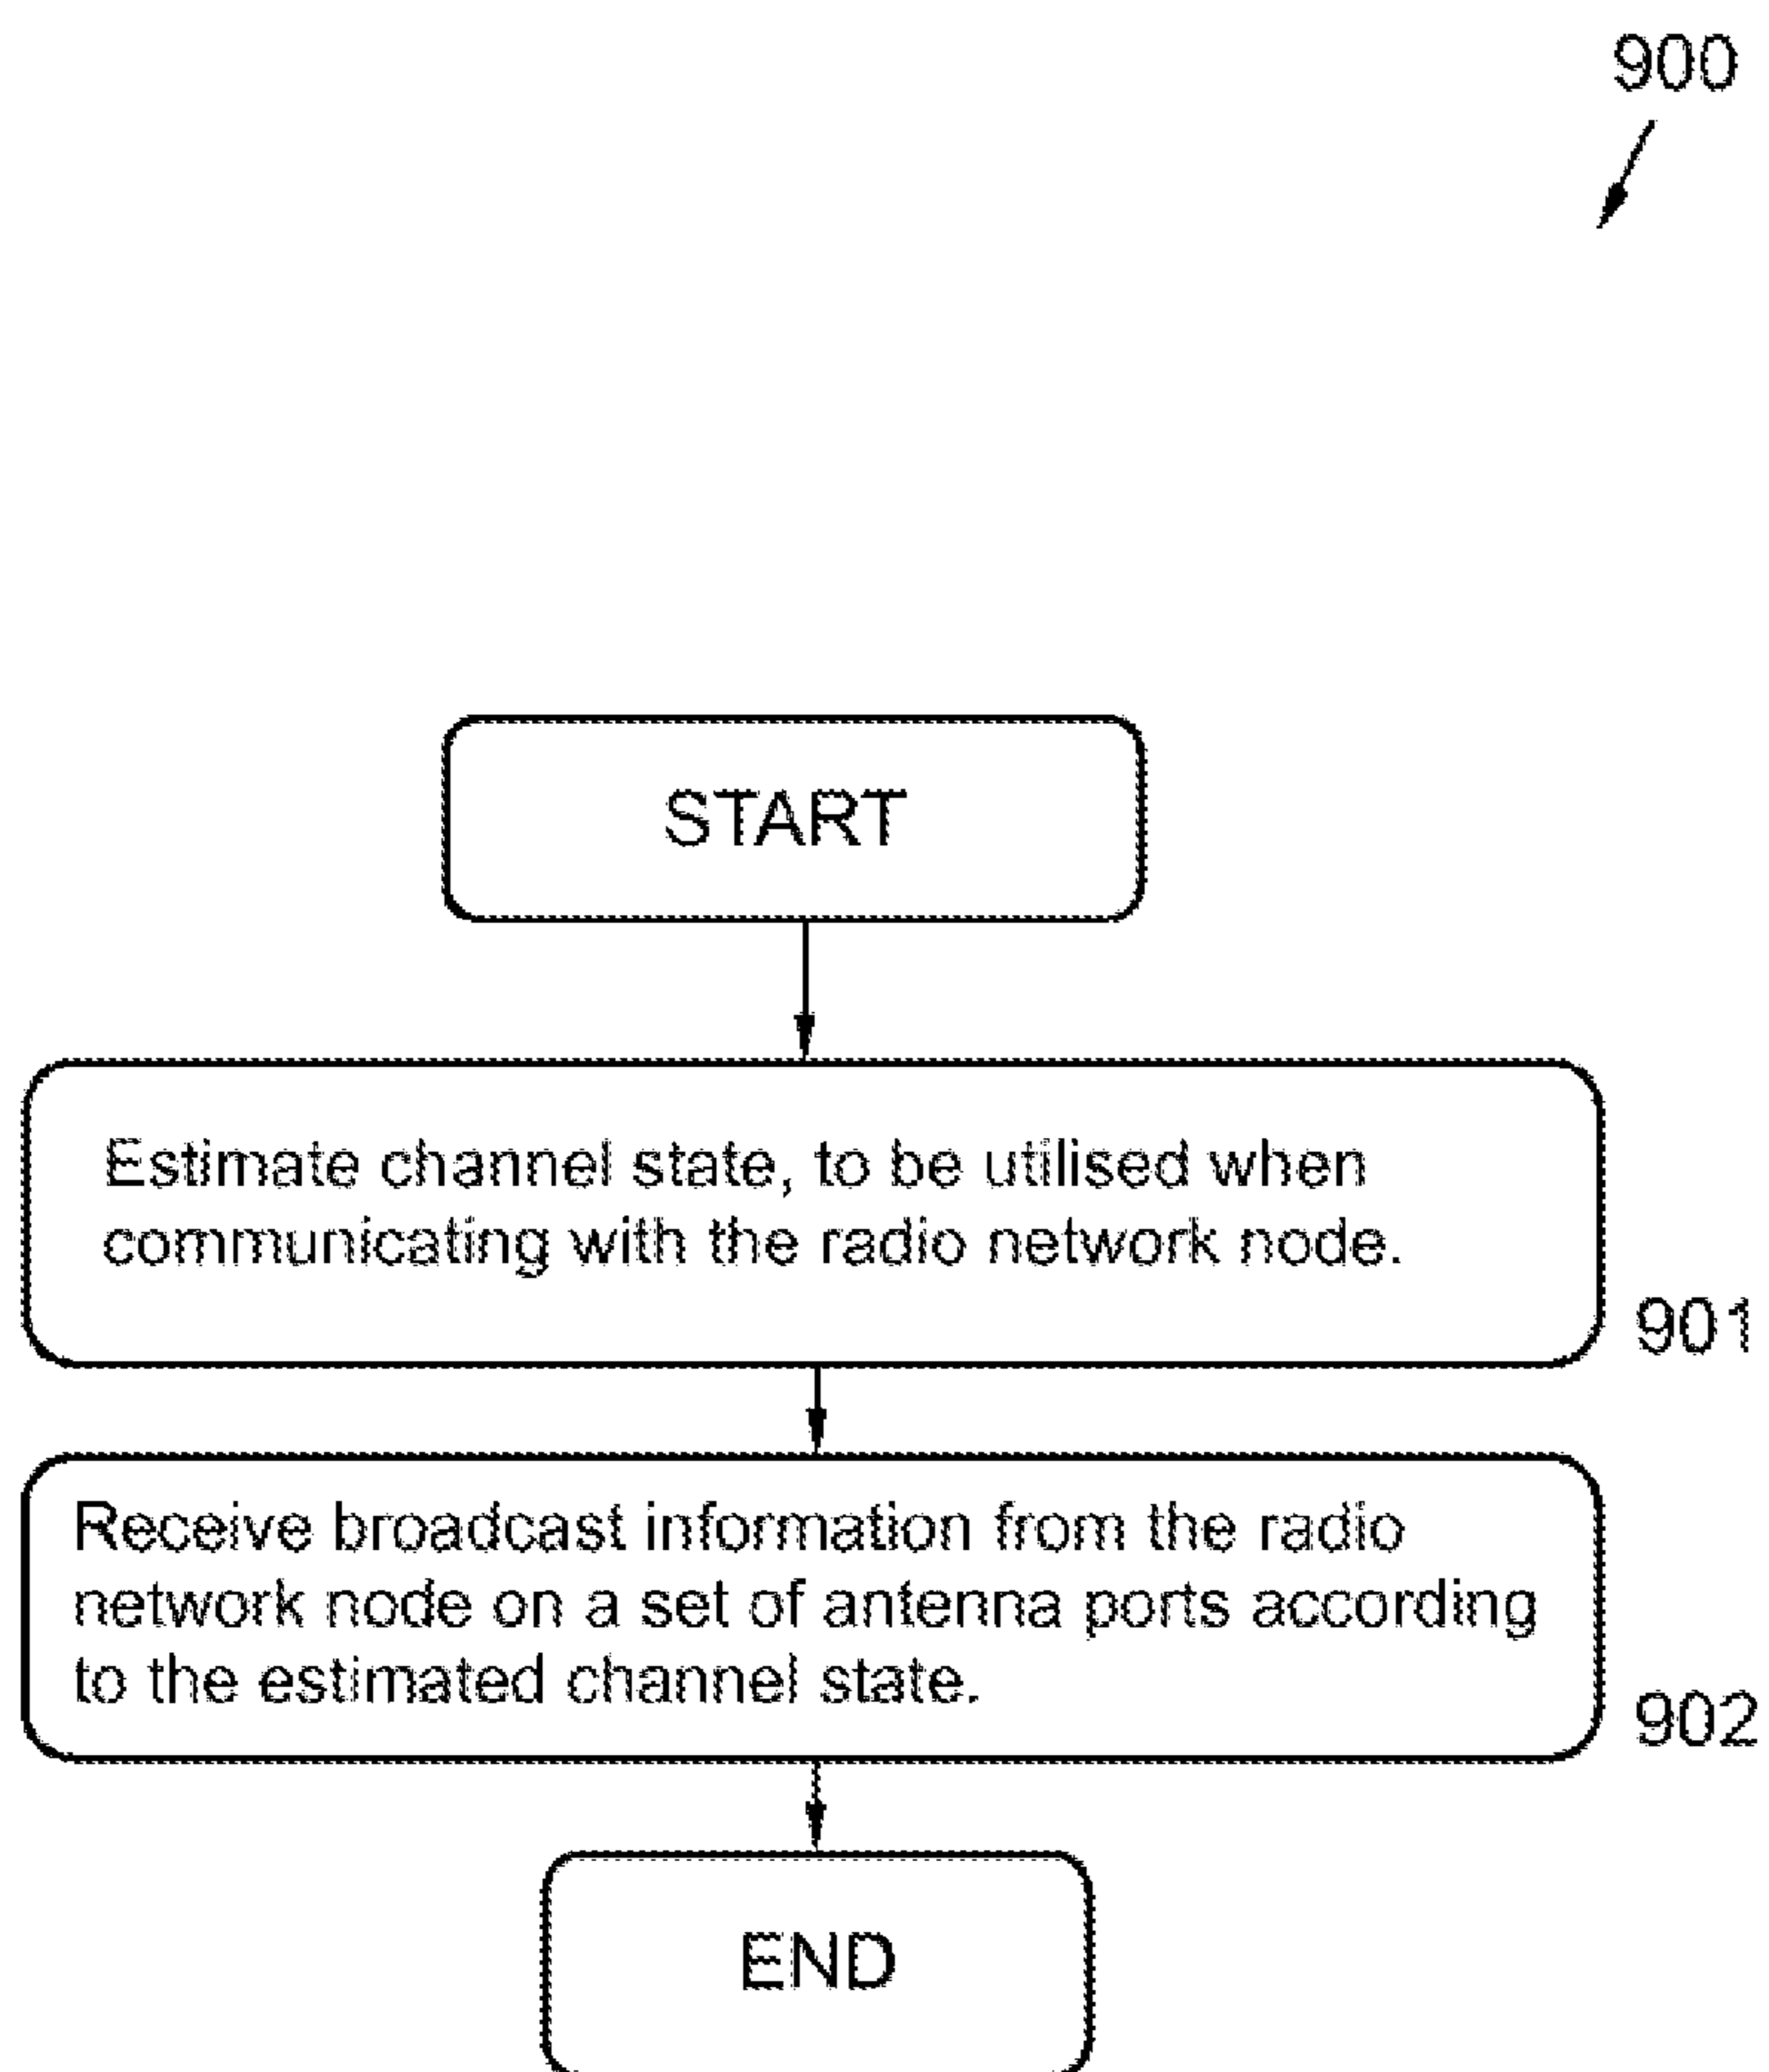 900
START
Estimate channel state, to be utilised when
communicating with the radio network node.
901
Receive broadcast information from the radio
network node on a set of antenna ports according
to the estimated channel state.
902
END